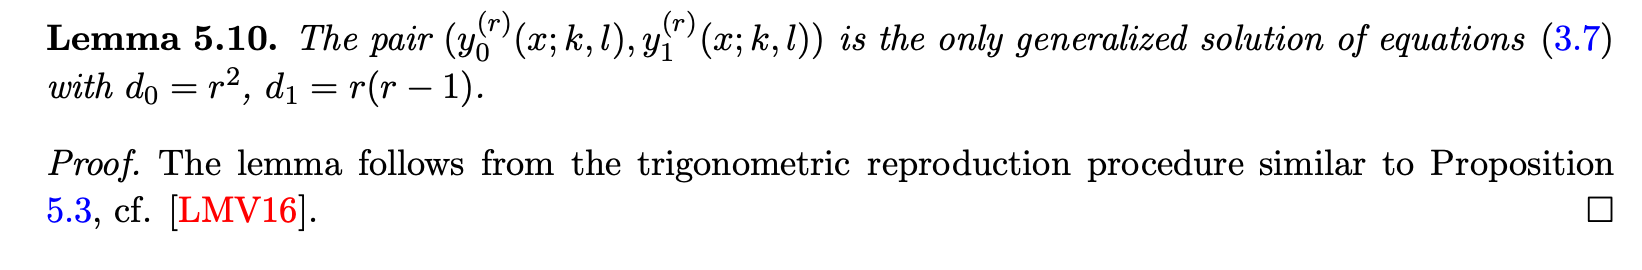 Lemma 5.10. The pair (y_0^{(r)}(x; k, l), y_1^{(r)}(x; k, l)) is the only generalized solution of equations (3.7)
with d_0 = r^2, d_1 = r(r − 1).
Proof. The lemma follows from the trigonometric reproduction procedure similar to Proposition
5.3, cf. [LMV16]. □